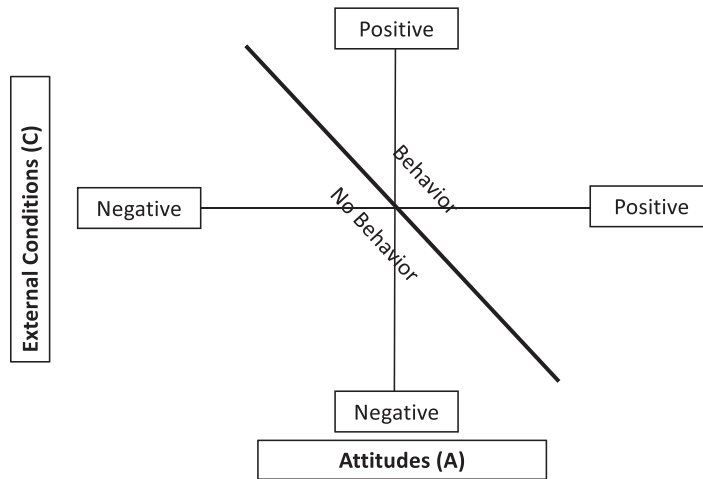 Positive
External Conditions (C)
Behavior
Negative
No Behavior
Positive
Negative
Attitudes (A)